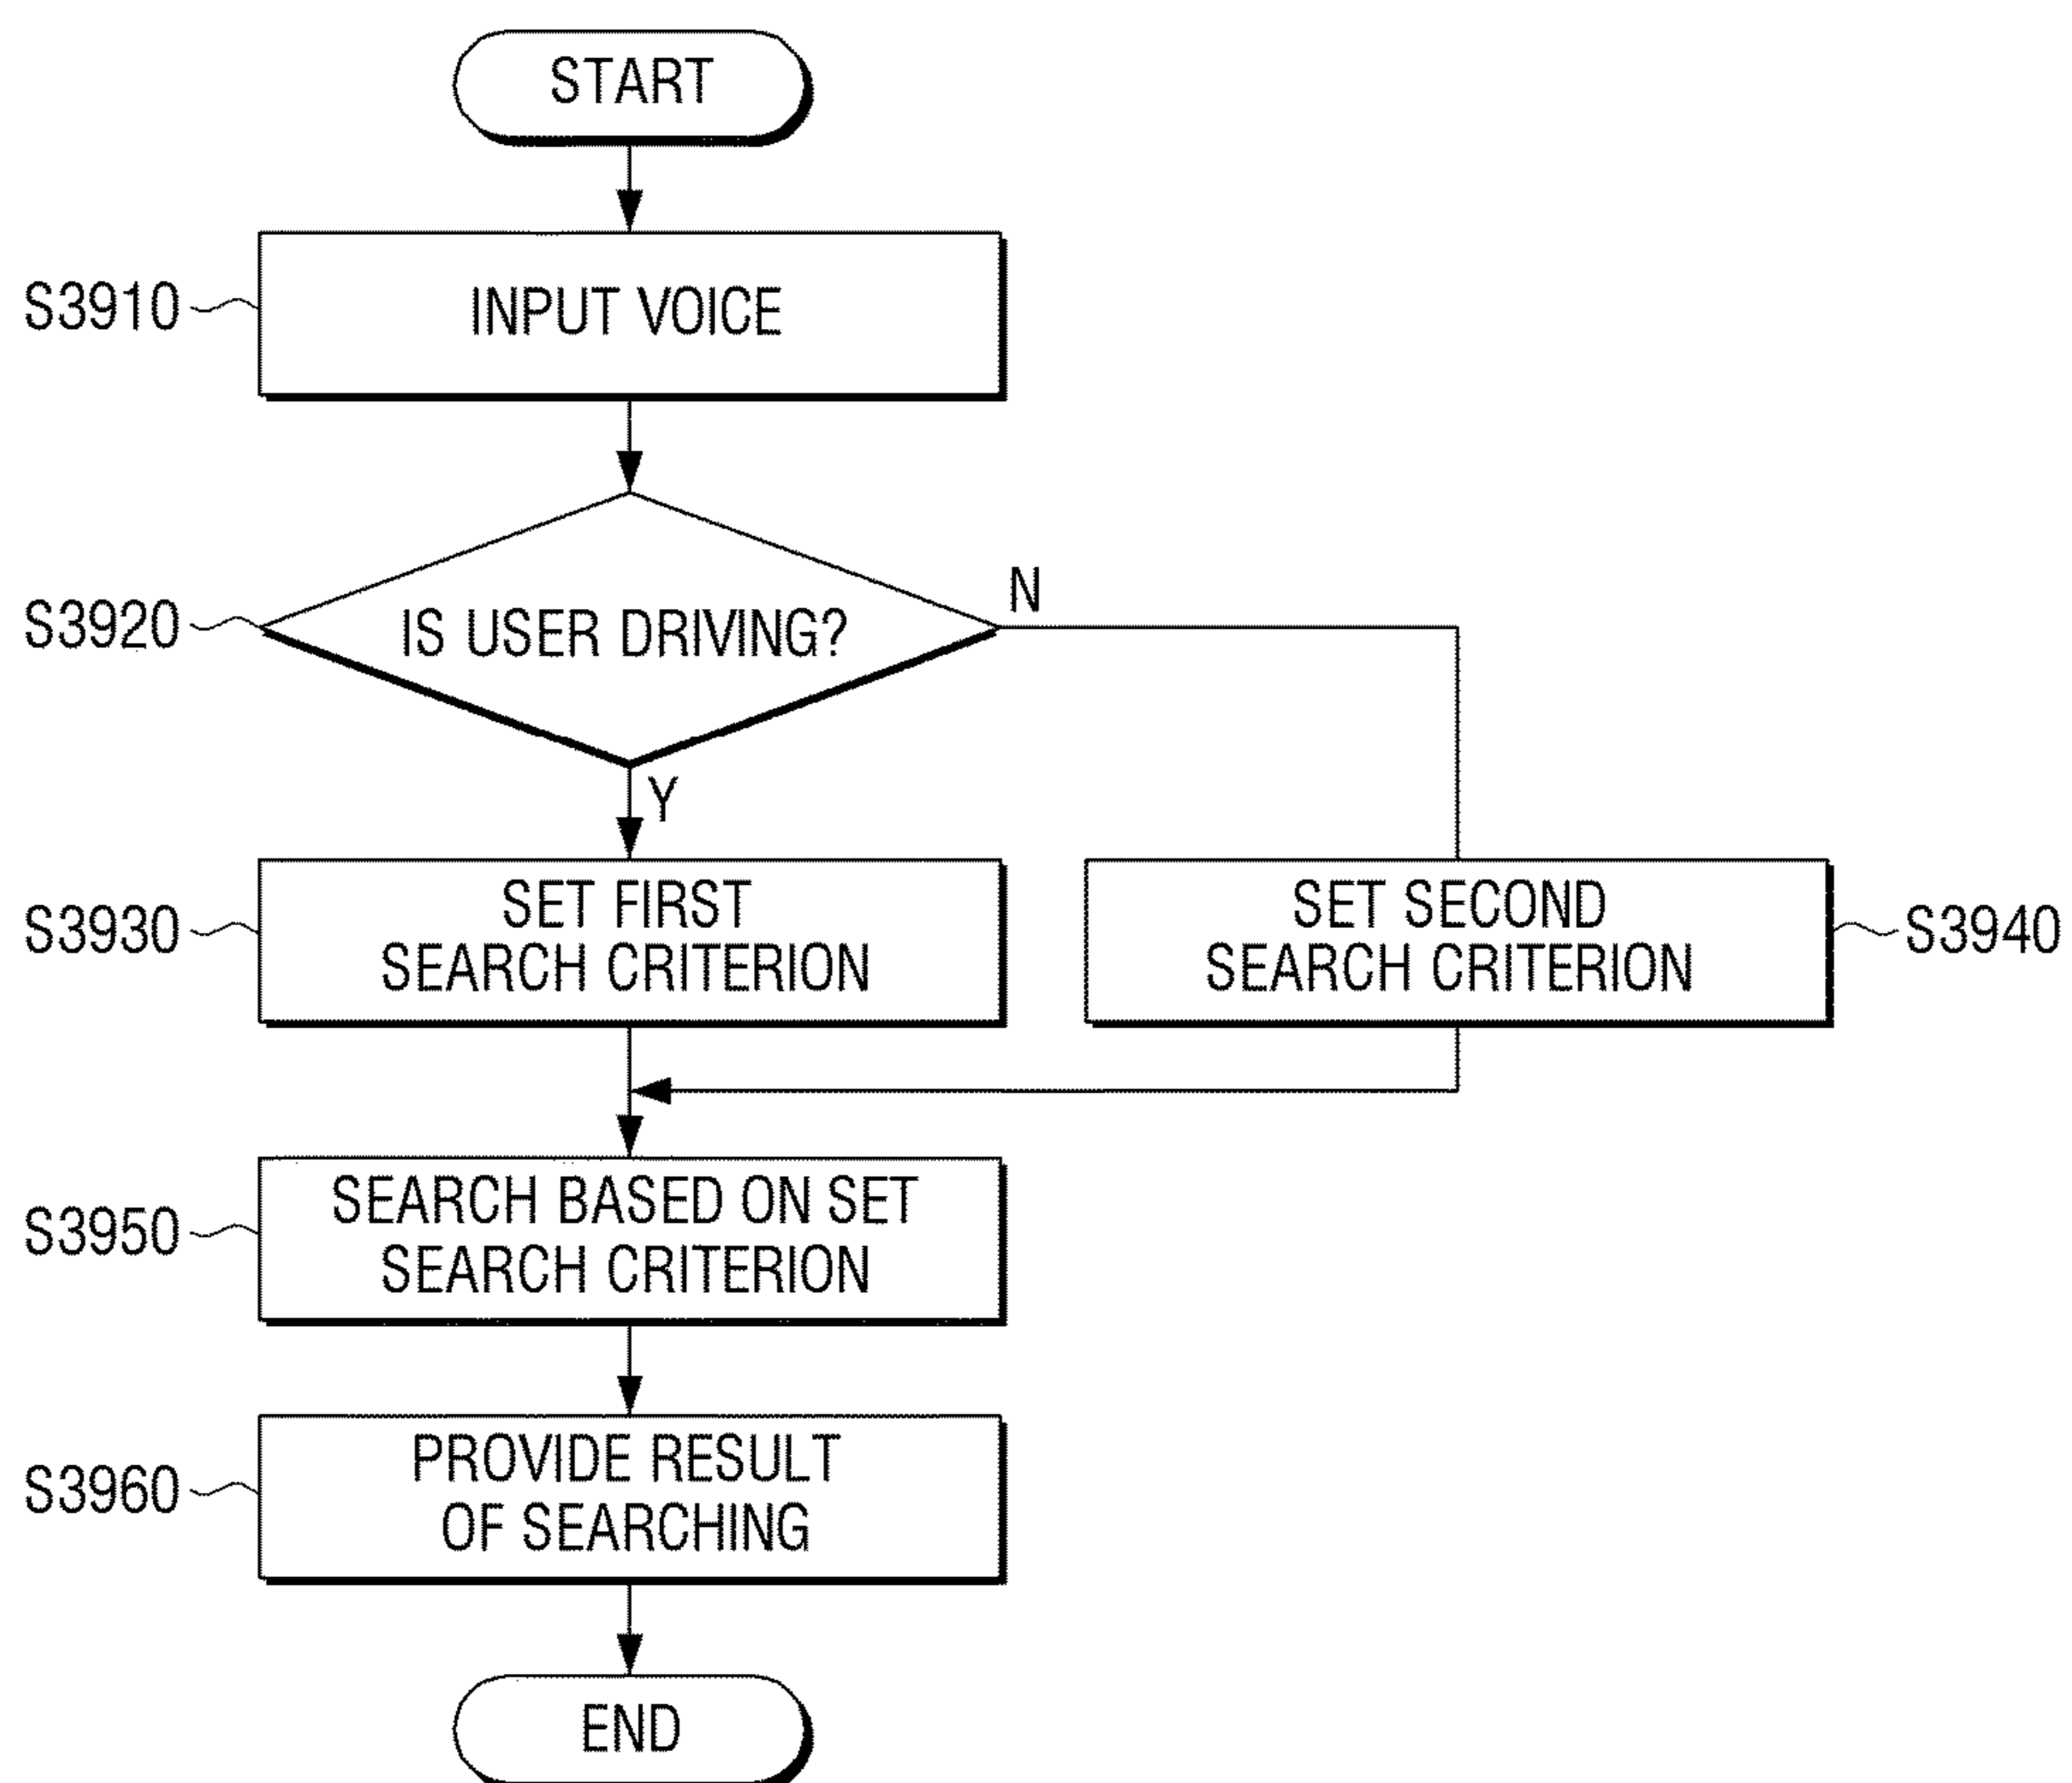 START
S3910
INPUT VOICE
S3920
IS USER DRIVING?
N
Y
S3930
SET FIRST
SEARCH CRITERION
SET SECOND
SEARCH CRITERION
S3940
S3950
SEARCH BASED ON SET
SEARCH CRITERION
S3960
PROVIDE RESULT
OF SEARCHING
END